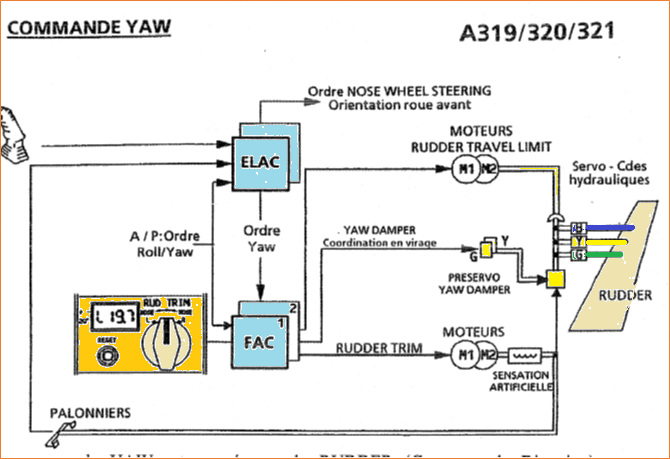 COMMANDE YAW
A319/320/321
Ordre NOSE WHEEL STEERING
Orientation roue avant
MOTEURS
RUDDER TRAVEL LIMIT
ELAC
M1 M2
Servo - Cdes
hydrauliques
A / P: Ordre
Roll/Yaw
Ordre
Yaw
YAW DAMPER
Coordination en virage
Y
G
B
Y
G
PRESERVO
YAW DAMPER
RUDDER
RUD TRIM
NOSE NOSE
L R
L 19.7
RESET
2
1
FAC
RUDDER TRIM
MOTEURS
M1 M2
SENSATION
ARTIFICIELLE
PALONNIERS